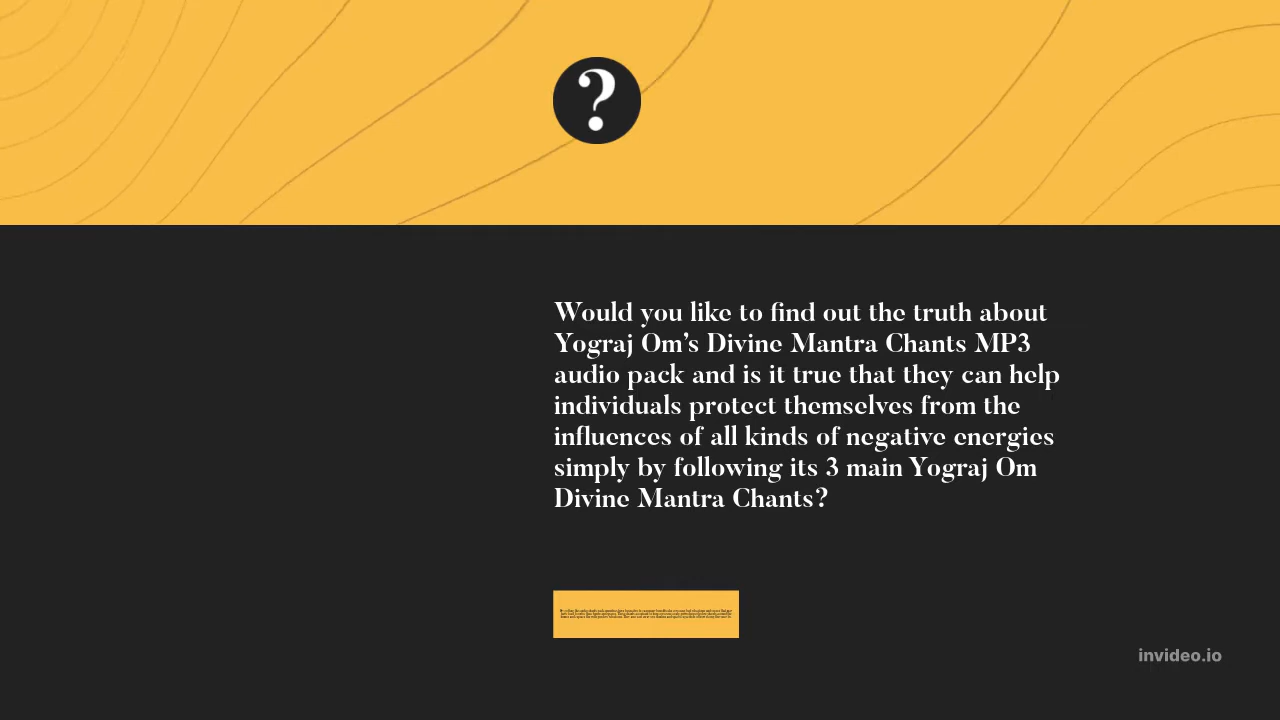 ?
Would you like to find out the truth about
Yograj Om's Divine Mantra Chants MP3
audio pack and is it true that they can help
individuals protect themselves from the
influences of all kinds of negative energies
simply by following its 3 main Yograj Om
Divine Mantra Chants?
invideo.io